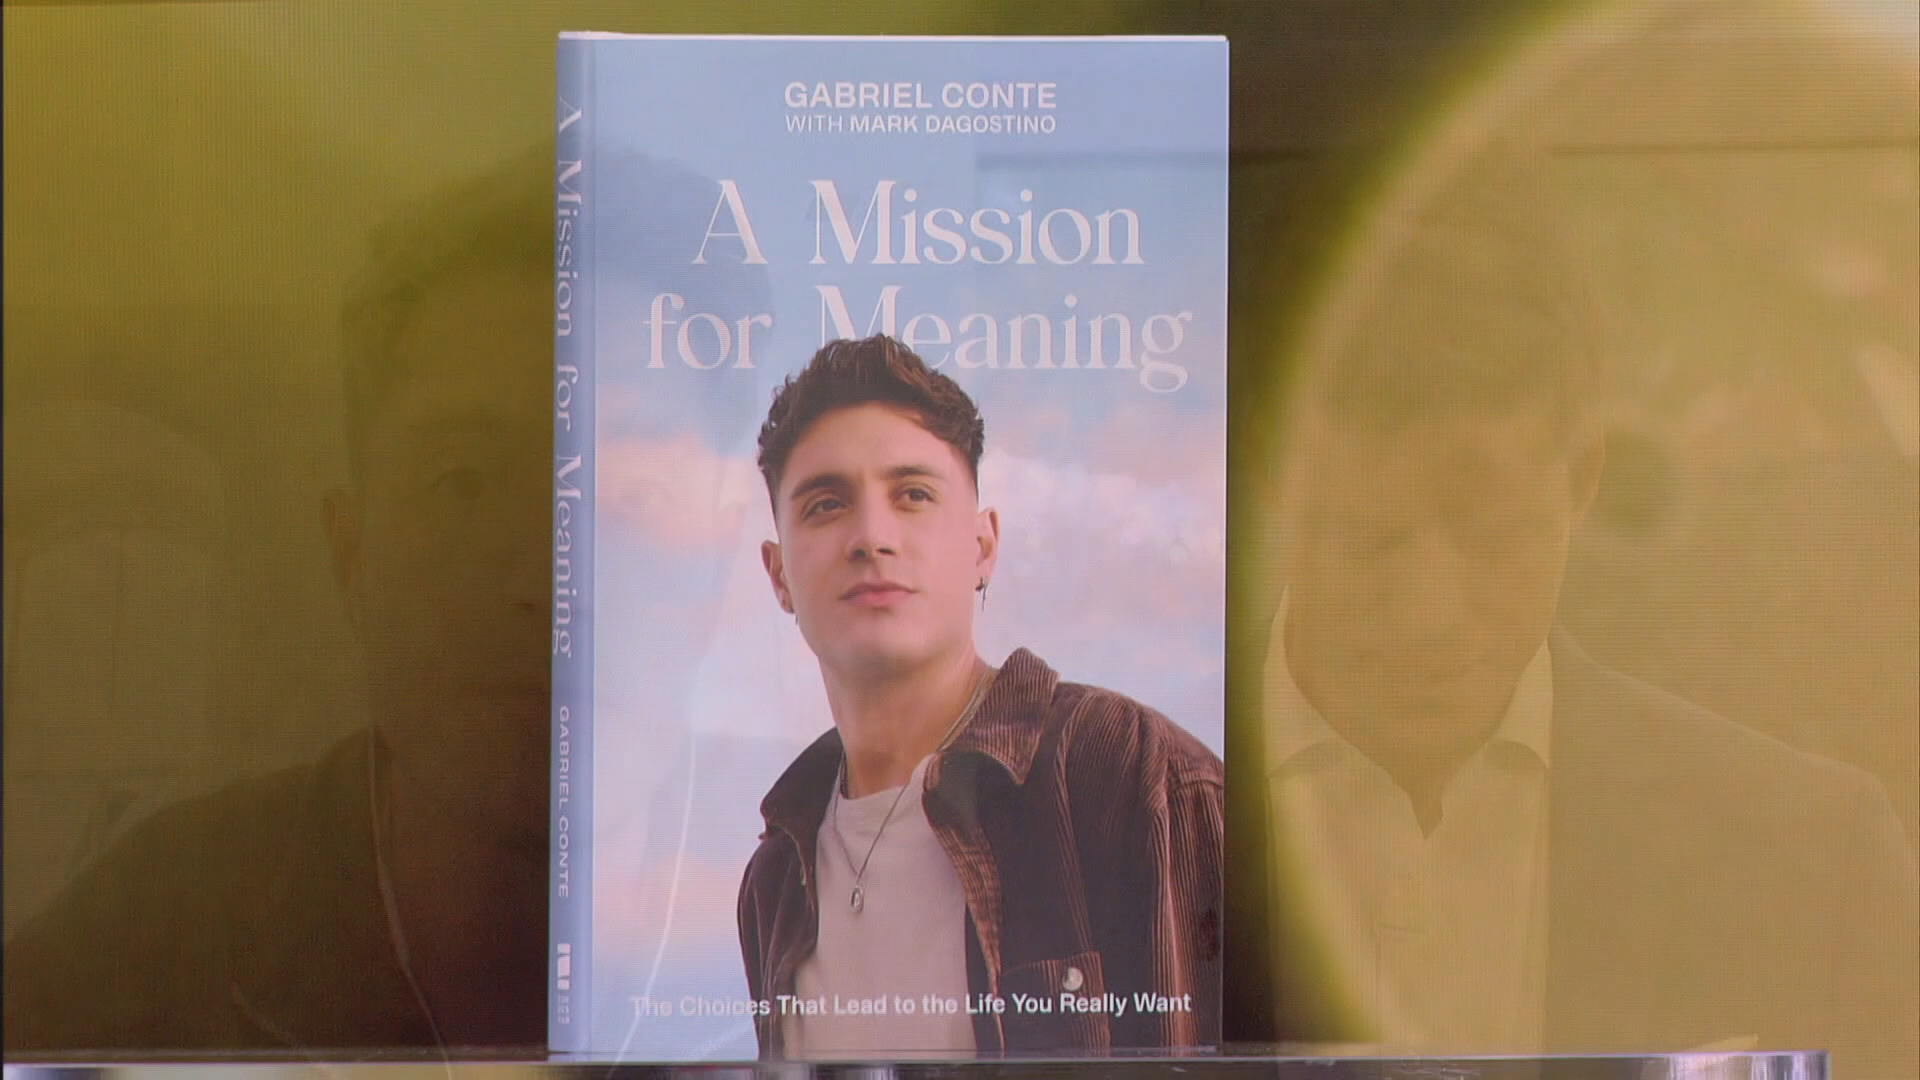 GABRIEL CONTE
WITH MARK DAGOSTINO
A Mission
for Meaning
The Choices That Lead to the Life You Really Want
A Mission for Meaning
GABRIEL CONTE